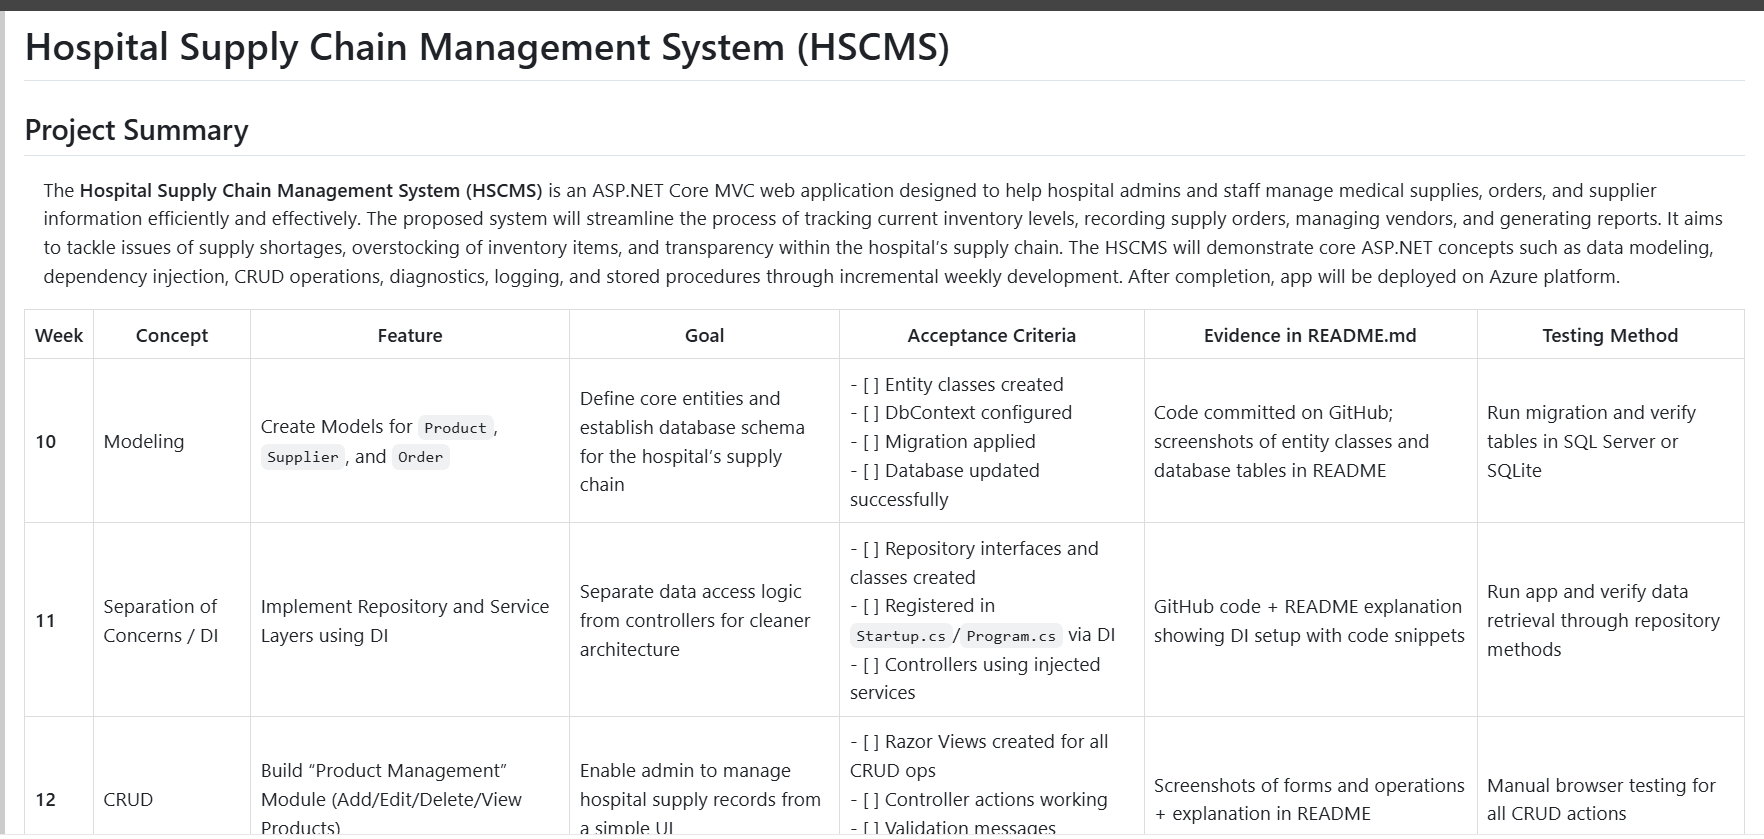 Hospital Supply Chain Management System (HSCMS)
Project Summary
The Hospital Supply Chain Management System (HSCMS) is an ASP.NET Core MVC web application designed to help hospital admins and staff manage medical supplies, orders, and supplier
information efficiently and effectively. The proposed system will streamline the process of tracking current inventory levels, recording supply orders, managing vendors, and generating reports. It aims
to tackle issues of supply shortages, overstocking of inventory items, and transparency within the hospital’s supply chain. The HSCMS will demonstrate core ASP.NET concepts such as data modeling,
dependency injection, CRUD operations, diagnostics, logging, and stored procedures through incremental weekly development. After completion, app will be deployed on Azure platform.
Week
Concept
Feature
Goal
Acceptance Criteria
Evidence in README.md
Testing Method
10
Modeling
Create Models for Product,
Supplier, and Order
Define core entities and
establish database schema
for the hospital’s supply
chain
- [ ] Entity classes created
- [ ] DbContext configured
- [ ] Migration applied
- [ ] Database updated
successfully
Code committed on GitHub;
screenshots of entity classes and
database tables in README
Run migration and verify
tables in SQL Server or
SQLite
11
Separation of
Concerns / DI
Implement Repository and Service
Layers using DI
Separate data access logic
from controllers for cleaner
architecture
- [ ] Repository interfaces and
classes created
- [ ] Registered in
Startup.cs/Program.cs via DI
- [ ] Controllers using injected
services
GitHub code + README explanation
showing DI setup with code snippets
Run app and verify data
retrieval through repository
methods
12
CRUD
Build “Product Management”
Module (Add/Edit/Delete/View
Products)
Enable admin to manage
hospital supply records from
a simple UI
- [ ] Razor Views created for all
CRUD ops
- [ ] Controller actions working
- [ ] Validation messages
Screenshots of forms and operations
+ explanation in README
Manual browser testing for
all CRUD actions